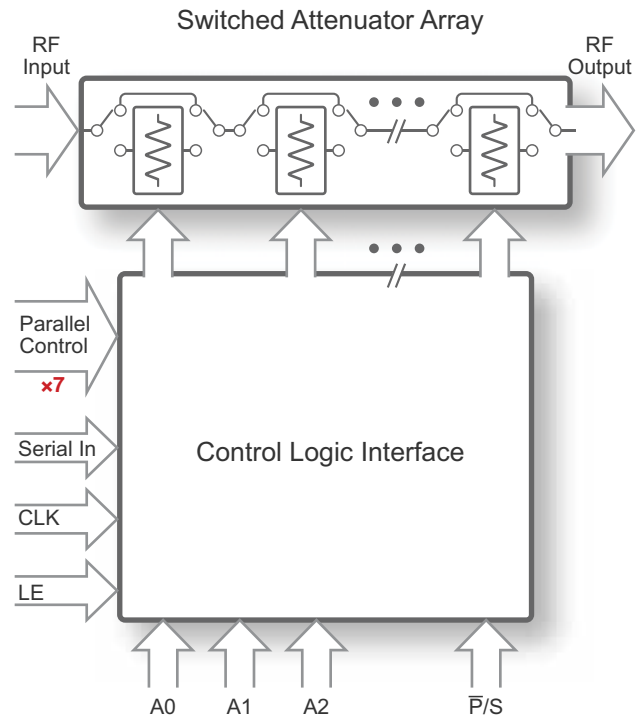 Switched Attenuator Array
RF
Input
RF
Output
Parallel
Control
×7
Serial In
CLK
LE
Control Logic Interface
A0
A1
A2
P̅/S